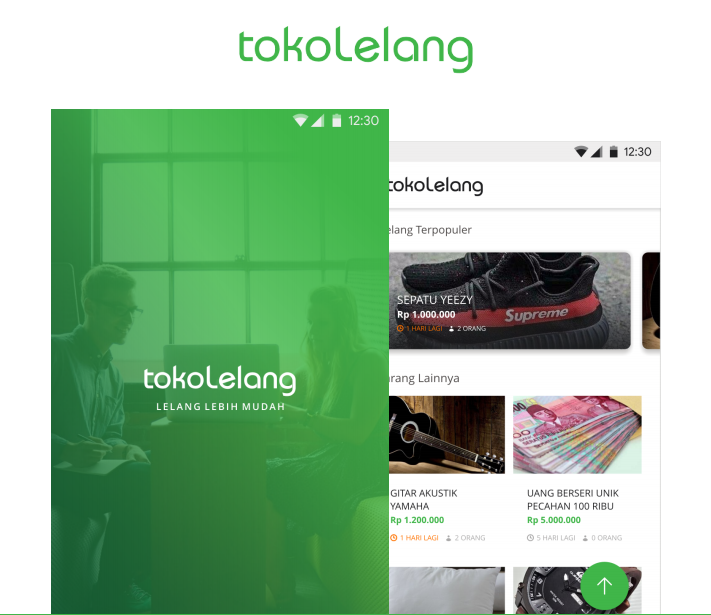 tokoLelang
12:30
tokoLelang
LELANG LEBIH MUDAH
12:30
tokoLelang
elang Terpopuler
SEPATU YEEZY
Rp 1.000.000
1 HARI LAGI 2 ORANG
Supreme
arang Lainnya
GITAR AKUSTIK
YAMAHA
Rp 1.200.000
1 HARI LAGI 2 ORANG
UANG BERSERI UNIK
PECAHAN 100 RIBU
Rp 5.000.000
5 HARI LAGI 0 ORANG